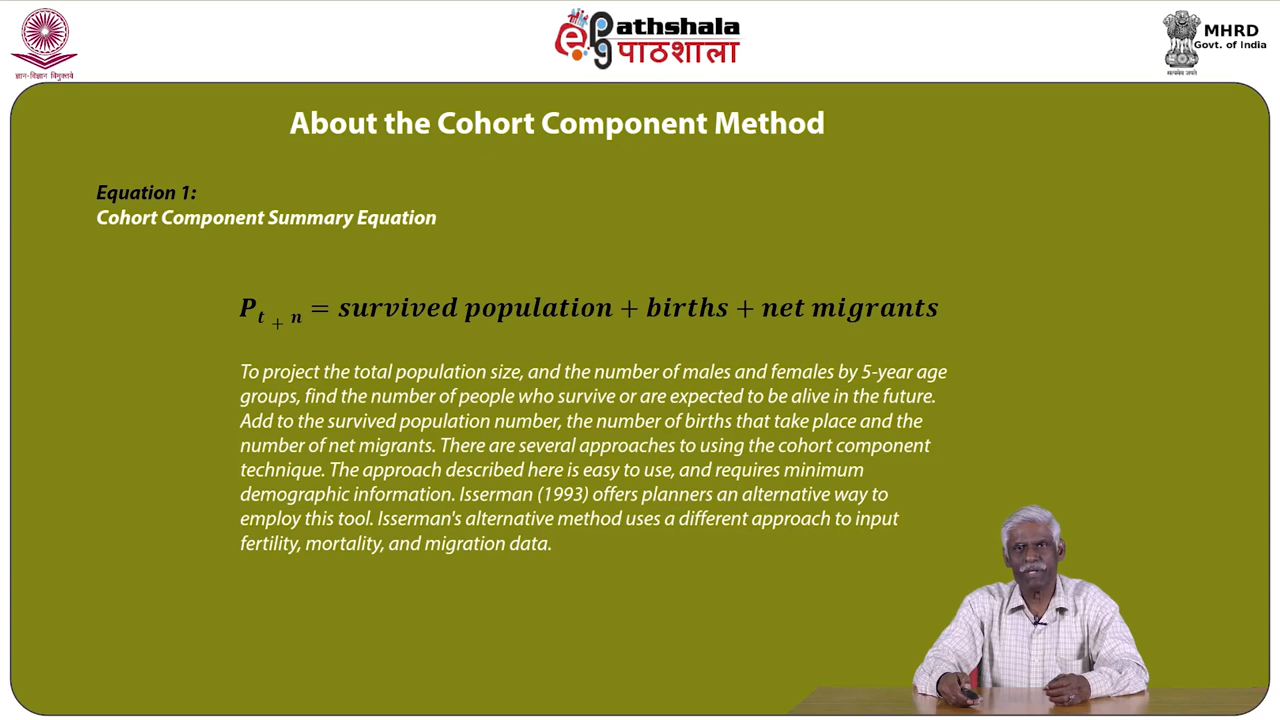 ज्ञान-विज्ञान विमुक्तये
ePg
athshala
पाठशाला
MHRD
Govt. of India
सत्यमेव जयते
About the Cohort Component Method
Equation 1:
Cohort Component Summary Equation
P t + n = survived population + births + net migrants
To project the total population size, and the number of males and females by 5-year age
groups, find the number of people who survive or are expected to be alive in the future.
Add to the survived population number, the number of births that take place and the
number of net migrants. There are several approaches to using the cohort component
technique. The approach described here is easy to use, and requires minimum
demographic information. Isserman (1993) offers planners an alternative way to
employ this tool. Isserman's alternative method uses a different approach to input
fertility, mortality, and migration data.